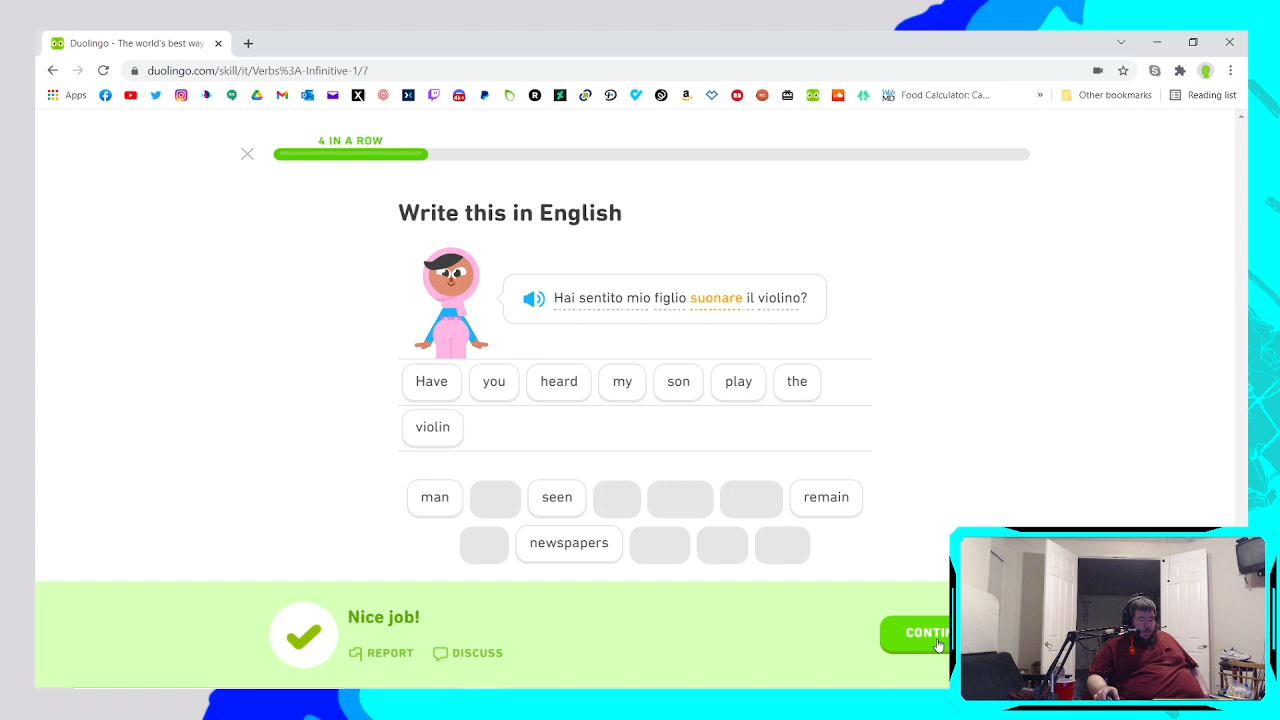 Duolingo - The world's best way
duolingo.com/skill/it/Verbs%3A-Infinitive-1/7
Apps
Food Calculator: Ca...
»
Other bookmarks
Reading list
4 IN A ROW
Write this in English
Hai sentito mio figlio suonare il violino?
Have you heard my son play the
violin
man seen remain
newspapers
Nice job!
REPORT DISCUSS
CONTIN